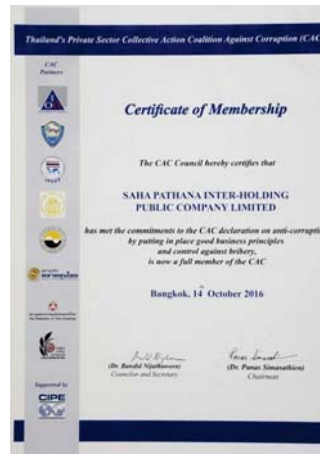 Thailand's Private Sector Collective Action Coalition Against Corruption (CAC
CAC
Partners
Certificate of Membership
The CAC Council hereby certifies that
SAHA PATHANA INTER-HOLDING
PUBLIC COMPANY LIMITED
has met the commitments to the CAC declaration on anti-corrupti
by putting in place good business principles
and control against bribery,
is now a full member of the CAC
Bangkok, 14 October 2016
(Dr. Bandid Nijathaworn)
Councilor and Secretary
(Dr. Panas Simasathien)
Chairman
Supported by
CIPE